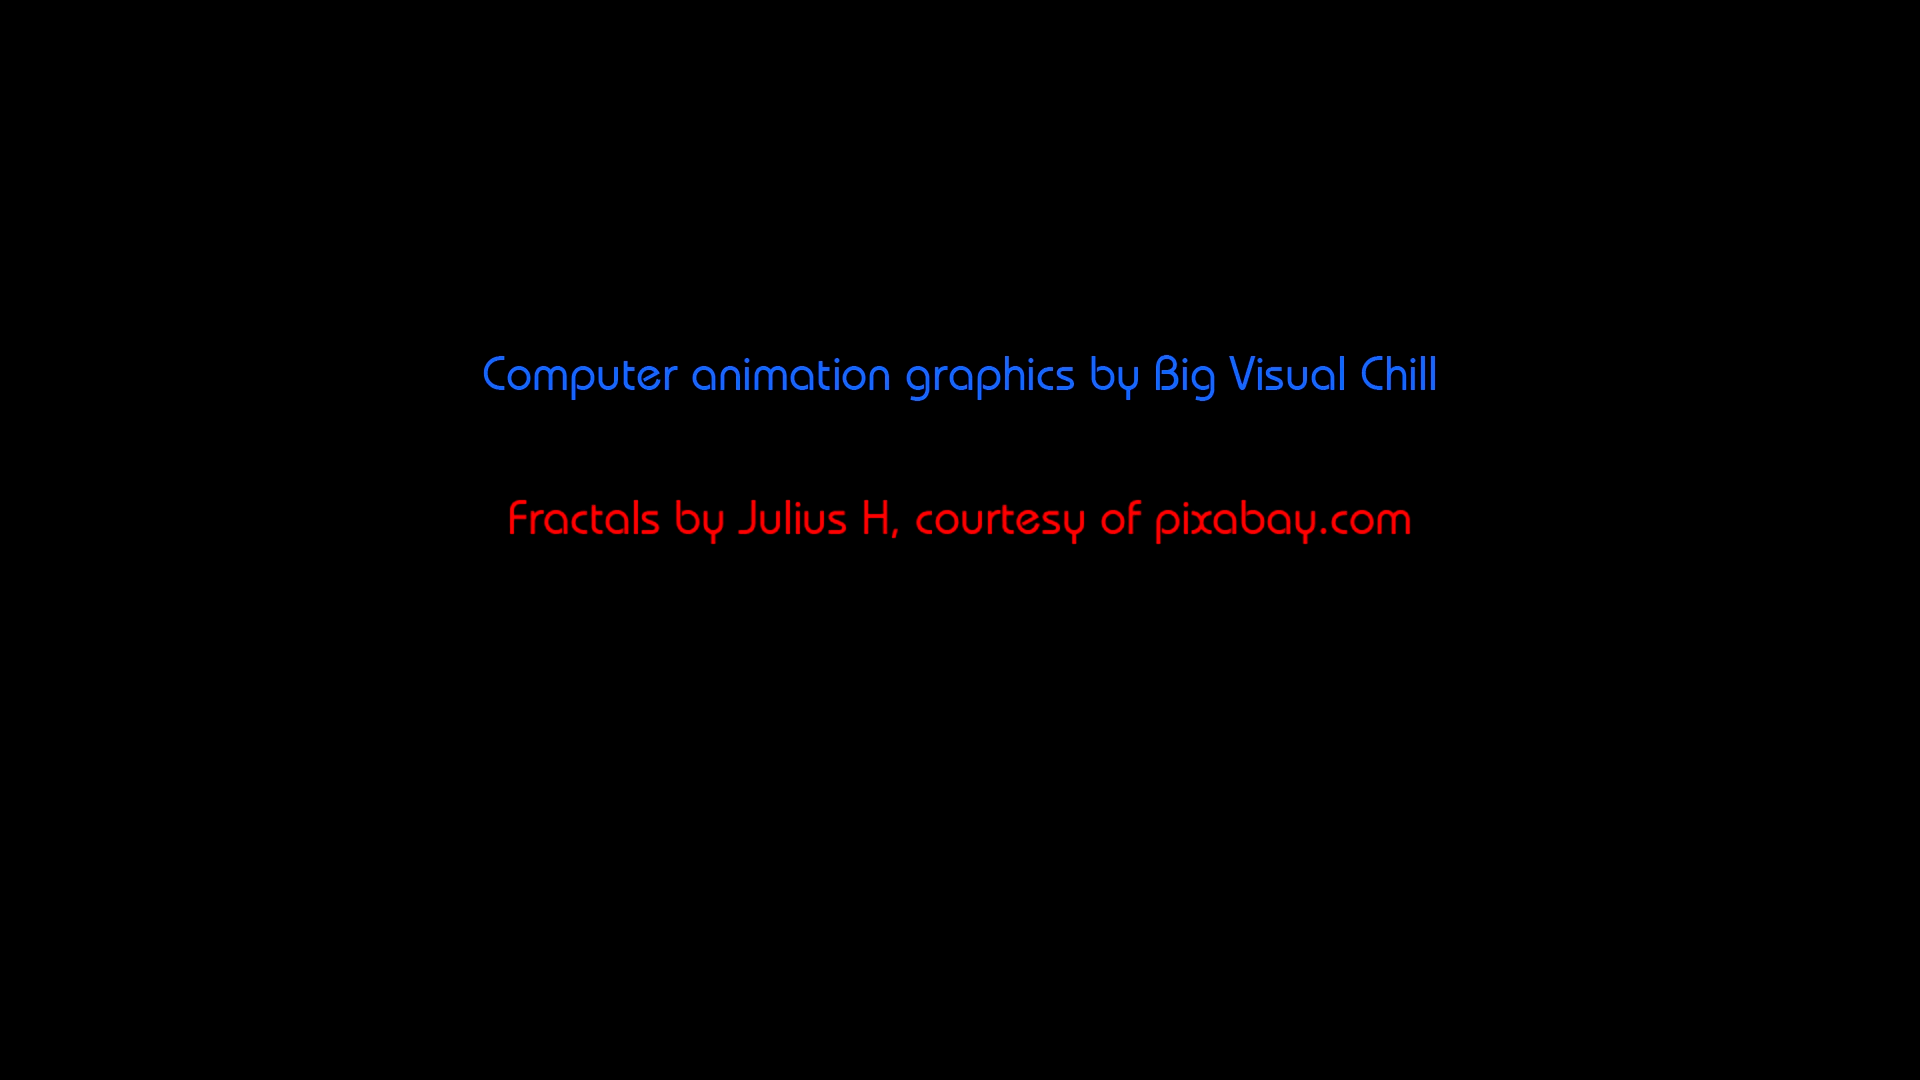 Computer animation graphics by Big Visual Chill
Fractals by Julius H, courtesy of pixabay.com